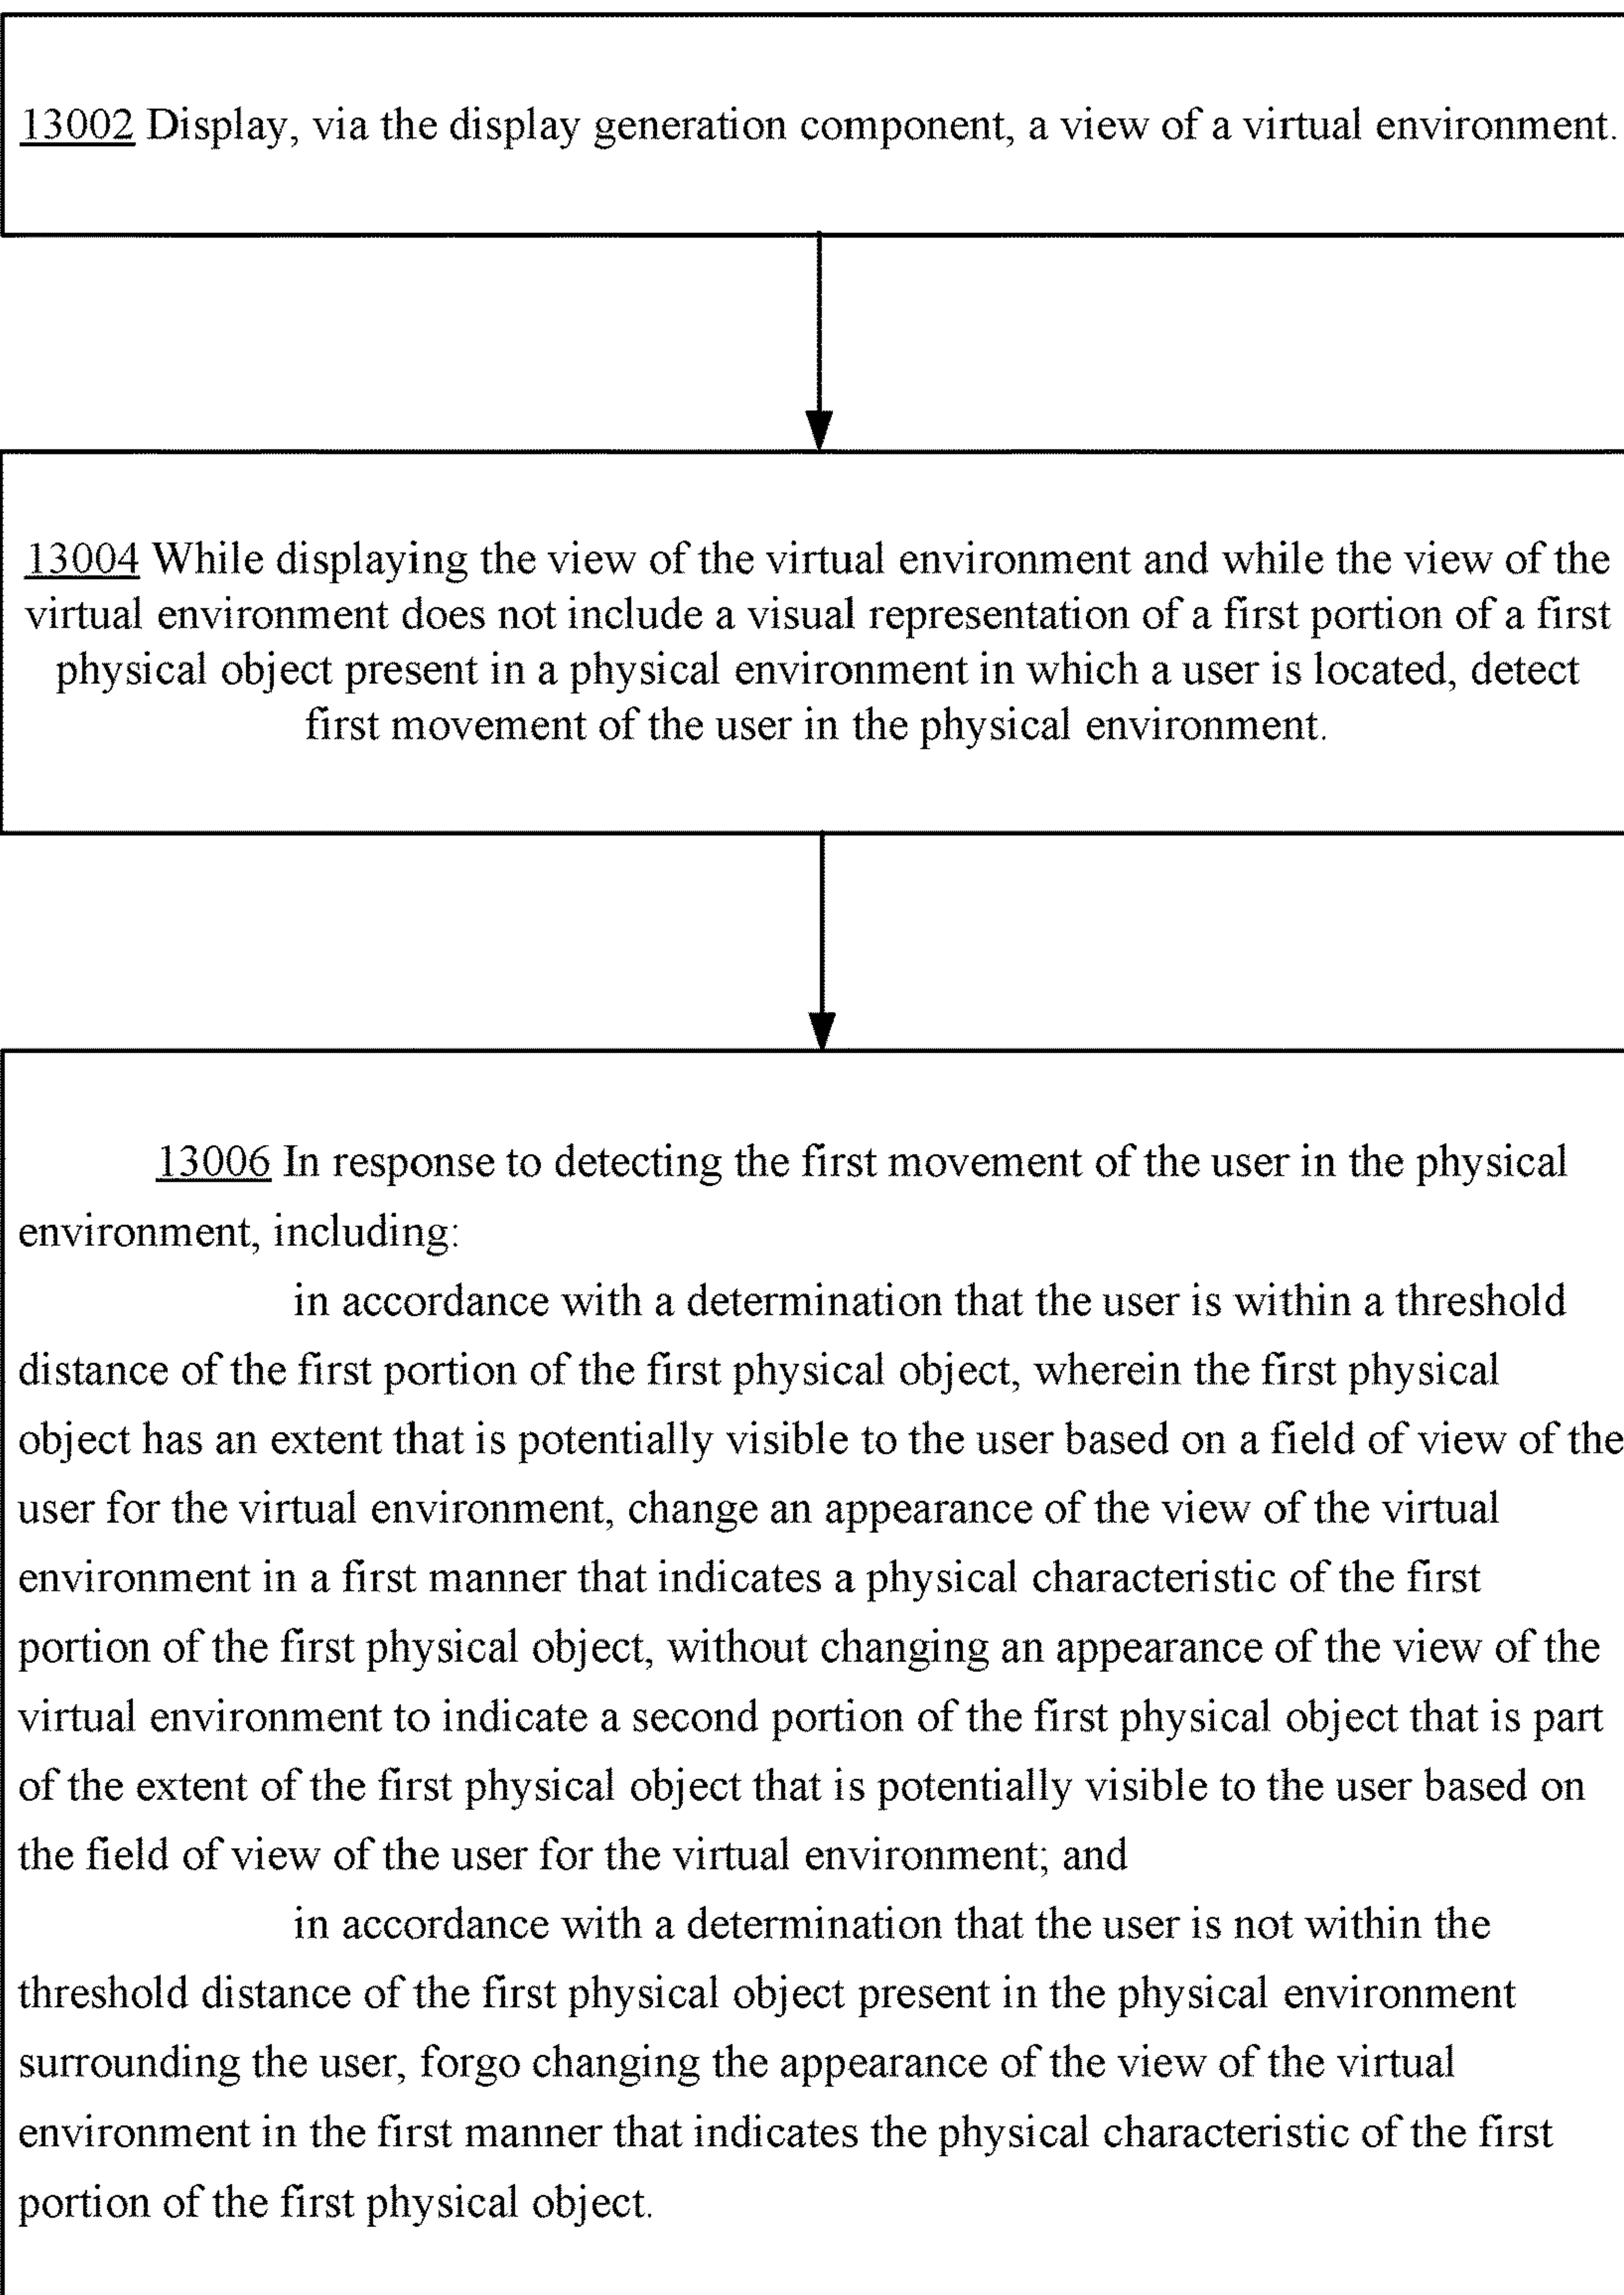 13002 Display, via the display generation component, a view of a virtual environment.
13004 While displaying the view of the virtual environment and while the view of the
virtual environment does not include a visual representation of a first portion of a first
physical object present in a physical environment in which a user is located, detect
first movement of the user in the physical environment.
13006 In response to detecting the first movement of the user in the physical
environment, including:
in accordance with a determination that the user is within a threshold
distance of the first portion of the first physical object, wherein the first physical
object has an extent that is potentially visible to the user based on a field of view of the
user for the virtual environment, change an appearance of the view of the virtual
environment in a first manner that indicates a physical characteristic of the first
portion of the first physical object, without changing an appearance of the view of the
virtual environment to indicate a second portion of the first physical object that is part
of the extent of the first physical object that is potentially visible to the user based on
the field of view of the user for the virtual environment; and
in accordance with a determination that the user is not within the
threshold distance of the first physical object present in the physical environment
surrounding the user, forgo changing the appearance of the view of the virtual
environment in the first manner that indicates the physical characteristic of the first
portion of the first physical object.